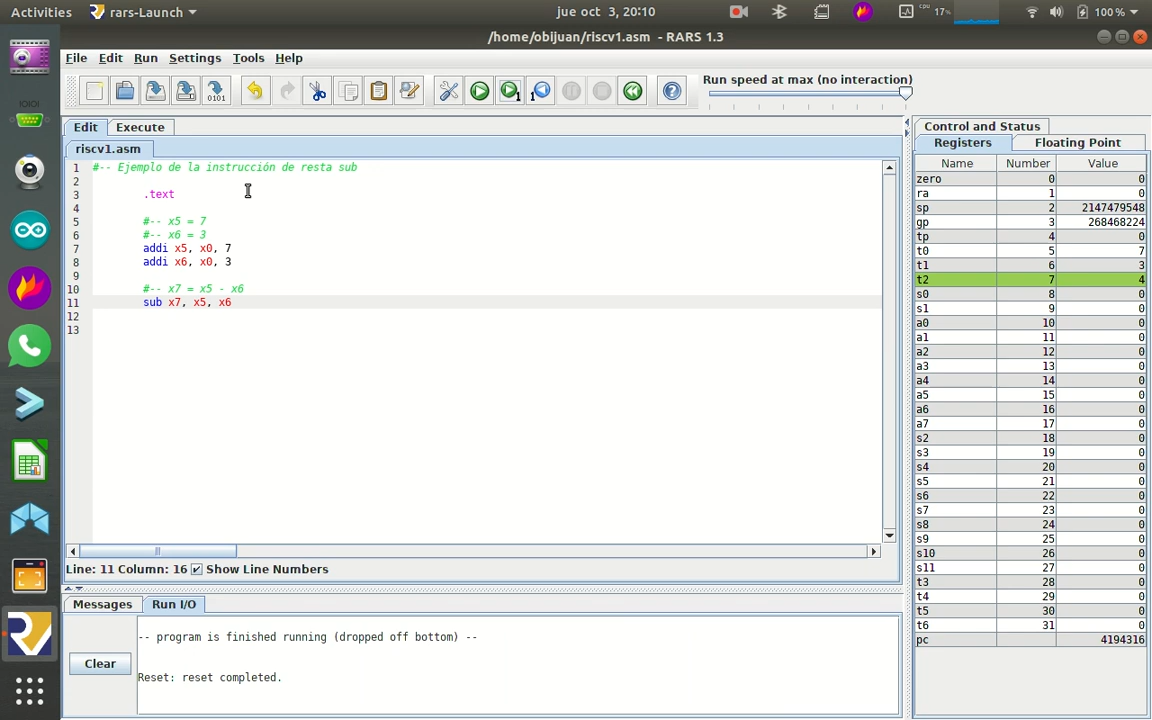 Activities rars-Launch jue oct 3, 20:10 cpu 17% 100%
/home/obijuan/riscv1.asm - RARS 1.3
File Edit Run Settings Tools Help
Run speed at max (no interaction)
0101 1 1
Edit Execute
Control and Status
Registers Floating Point
riscv1.asm
Name Number Value
1 #-- Ejemplo de la instrucción de resta sub
2
3 .text
4
5 #-- x5 = 7
6 #-- x6 = 3
7 addi x5, x0, 7
8 addi x6, x0, 3
9
10 #-- x7 = x5 - x6
11 sub x7, x5, x6
12
13
zero 0 0
ra 1 0
sp 2 2147479548
gp 3 268468224
tp 4 0
t0 5 7
t1 6 3
t2 7 4
s0 8 0
s1 9 0
a0 10 0
a1 11 0
a2 12 0
a3 13 0
a4 14 0
a5 15 0
a6 16 0
a7 17 0
s2 18 0
s3 19 0
s4 20 0
s5 21 0
s6 22 0
s7 23 0
s8 24 0
s9 25 0
s10 26 0
s11 27 0
t3 28 0
t4 29 0
t5 30 0
t6 31 0
pc 4194316
Line: 11 Column: 16 Show Line Numbers
Messages Run I/O
-- program is finished running (dropped off bottom) --
Clear
Reset: reset completed.